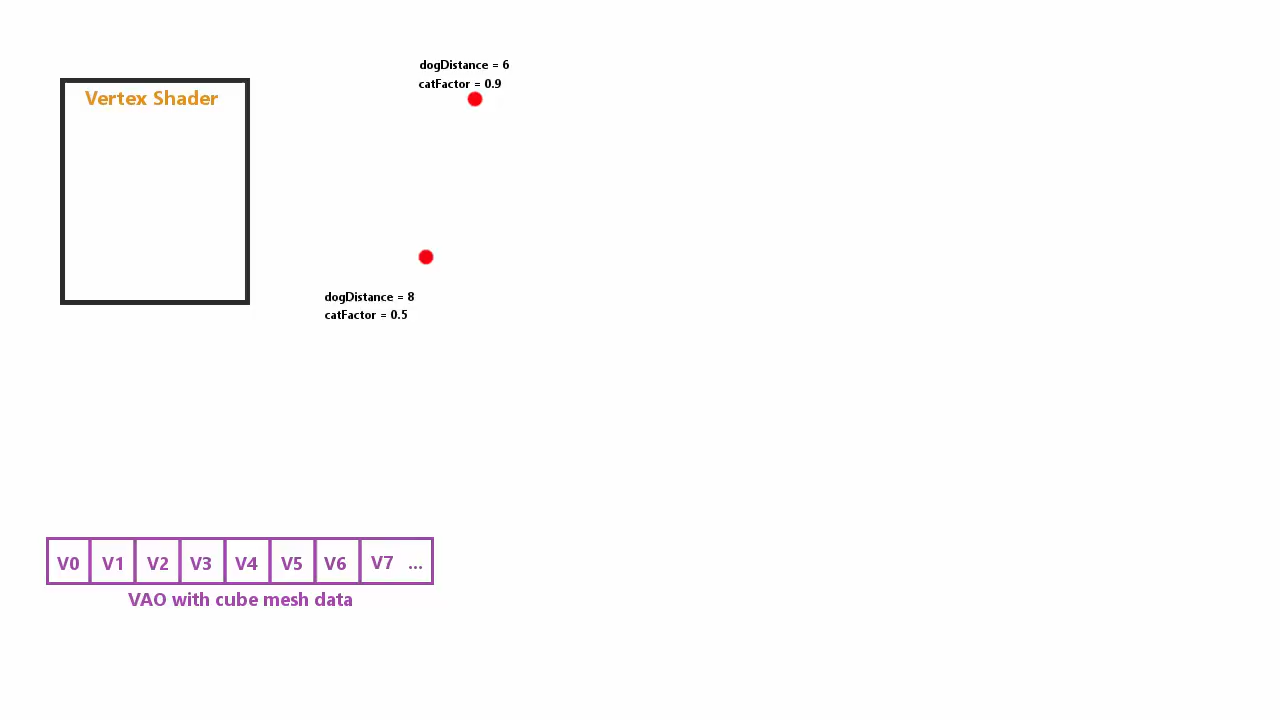 dogDistance = 6
catFactor = 0.9
Vertex Shader
dogDistance = 8
catFactor = 0.5
V0 V1 V2 V3 V4 V5 V6 V7 ...
VAO with cube mesh data